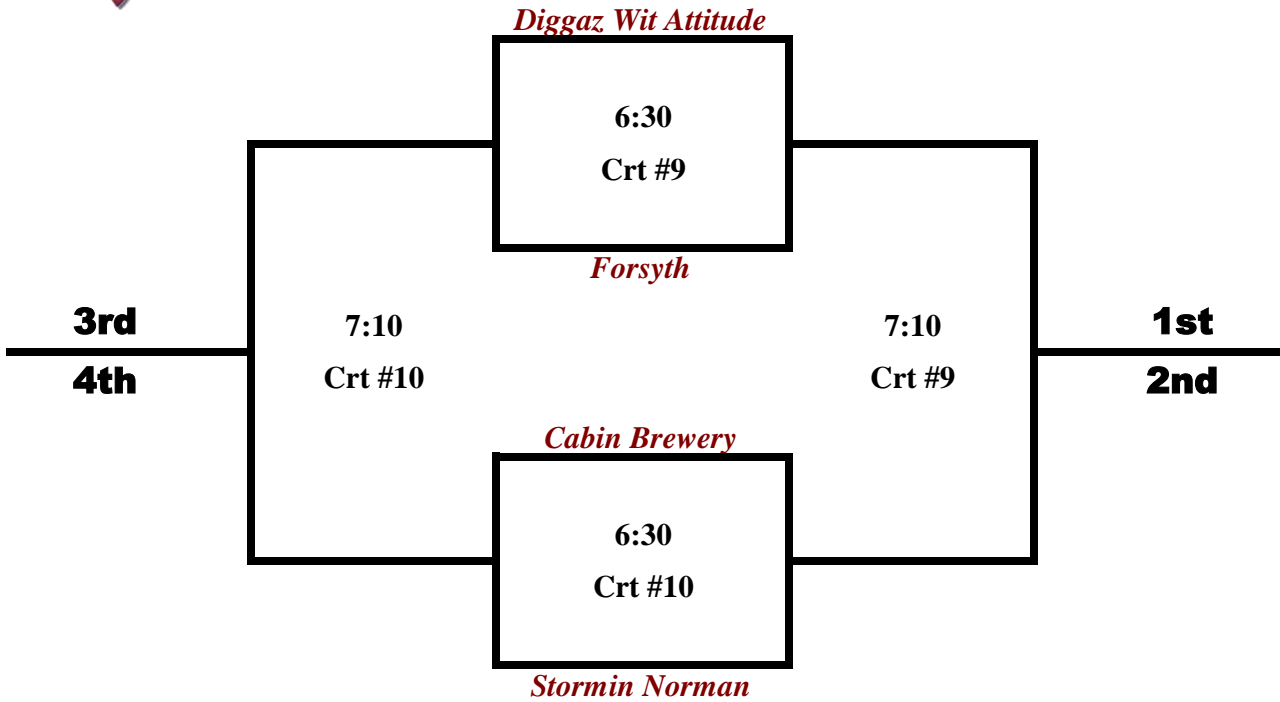 Diggaz Wit Attitude
6:30
Crt #9
Forsyth
3rd
4th
7:10
Crt #10
7:10
Crt #9
1st
2nd
Cabin Brewery
6:30
Crt #10
Stormin Norman